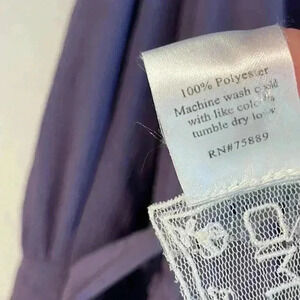 100% Polyester
Machine wash cold
with like colors
tumble dry low
RN#75889